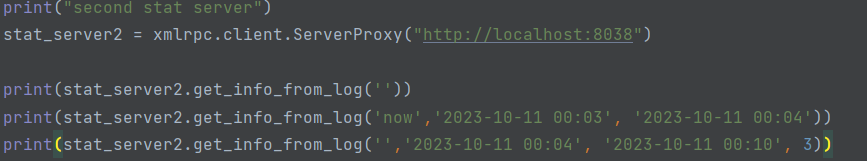 print("second stat server")
stat_server2 = xmlrpc.client.ServerProxy("http://localhost:8038")
print(stat_server2.get_info_from_log(''))
print(stat_server2.get_info_from_log('now','2023-10-11 00:03', '2023-10-11 00:04'))
print(stat_server2.get_info_from_log('','2023-10-11 00:04', '2023-10-11 00:10', 3))